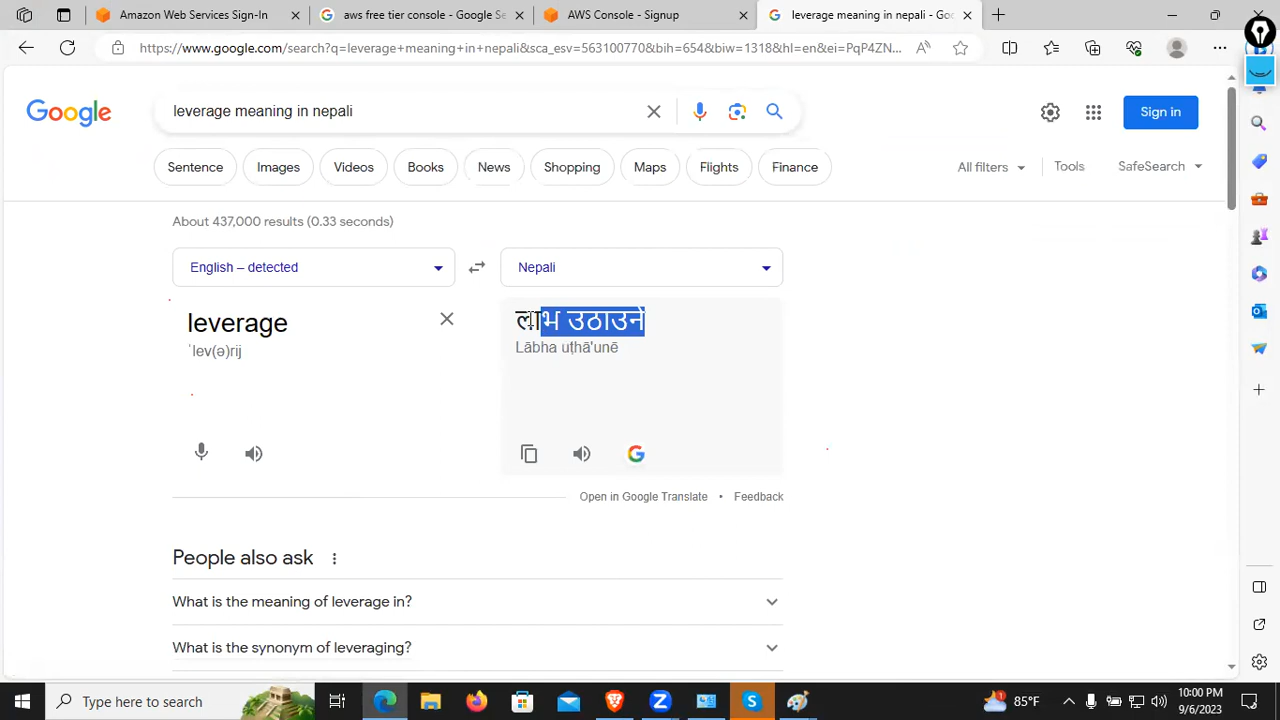 Amazon Web Services Sign-In
aws free tier console - Google Se
AWS Console - Signup
leverage meaning in nepali - Goo
https://www.google.com/search?q=leverage+meaning+in+nepali&sca_esv=563100770&bih=654&biw=1318&hl=en&ei=PqP4ZN...
Google
leverage meaning in nepali
Sign in
Sentence
Images
Videos
Books
News
Shopping
Maps
Flights
Finance
All filters
Tools
SafeSearch
About 437,000 results (0.33 seconds)
English – detected
Nepali
leverage
ˈlev(ə)rij
लाभ उठाउने
Lābha uṭhā'unē
Open in Google Translate • Feedback
People also ask
What is the meaning of leverage in?
What is the synonym of leveraging?
Type here to search
85°F
10:00 PM
9/6/2023